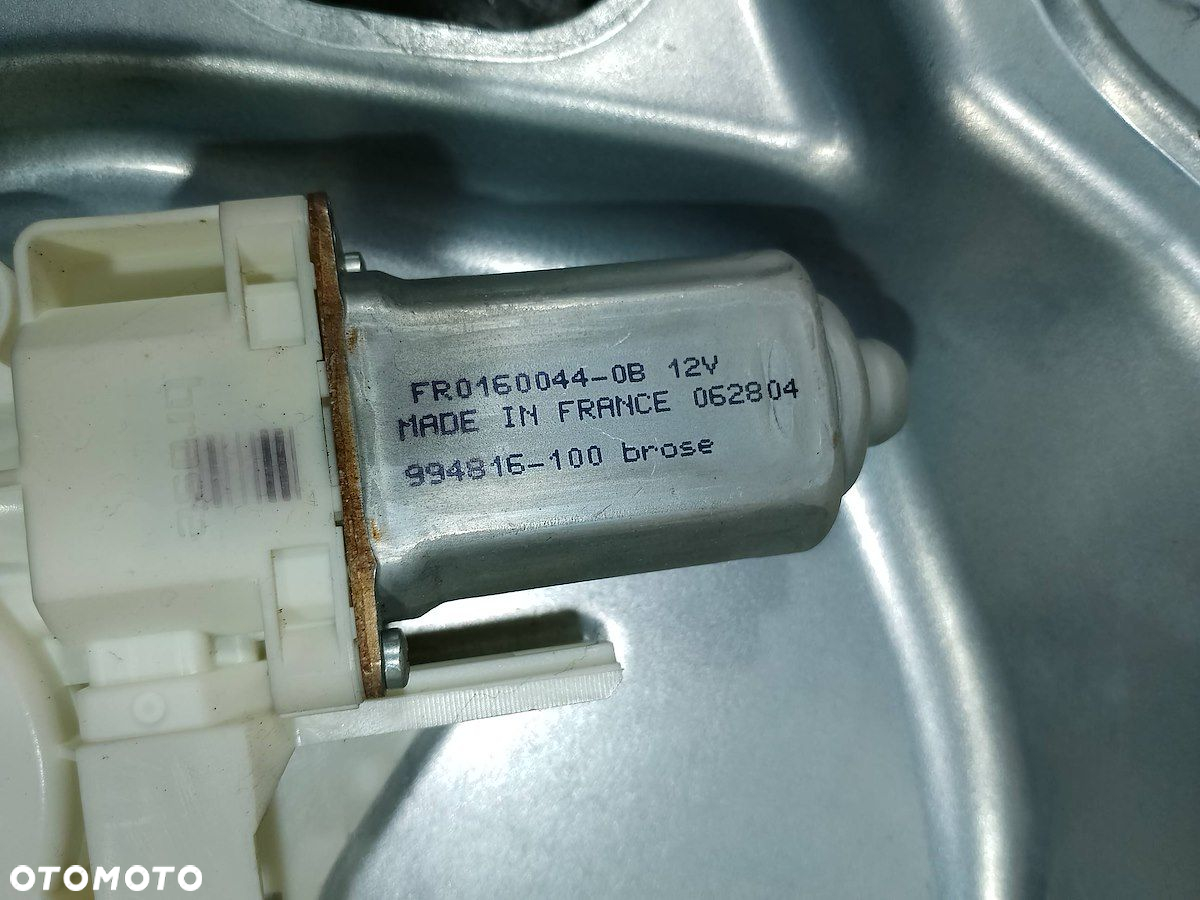 FR0160044-0B 12V
MADE IN FRANCE 062804
994816-100 brose
OTOMOTO